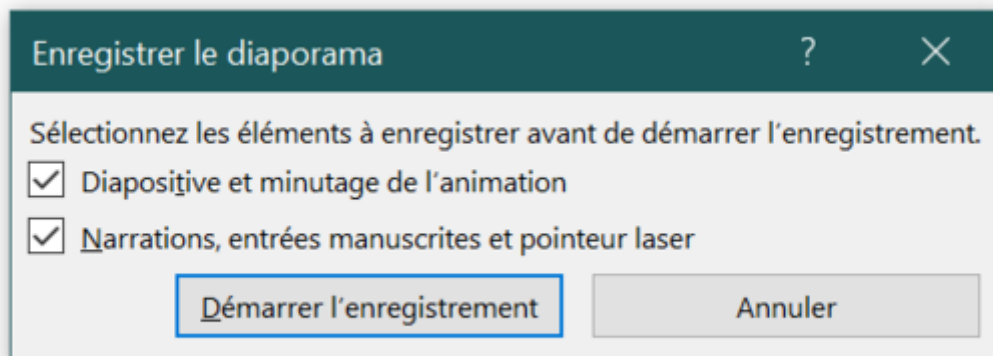 Enregistrer le diaporama ?
Sélectionnez les éléments à enregistrer avant de démarrer l'enregistrement.
Diapositive et minutage de l'animation
Narrations, entrées manuscrites et pointeur laser
Démarrer l'enregistrement Annuler